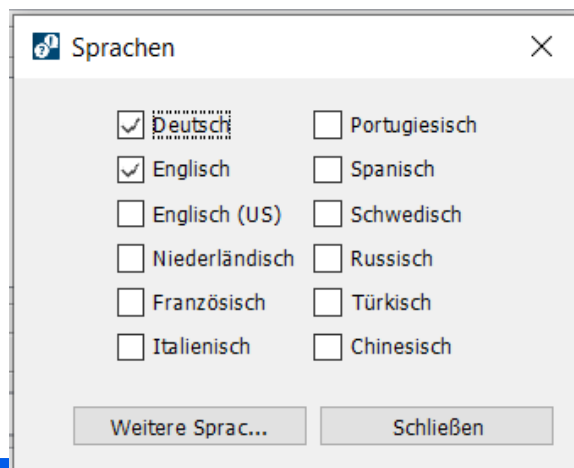 Sprachen
Deutsch Portugiesisch
Englisch Spanisch
Englisch (US) Schwedisch
Niederländisch Russisch
Französisch Türkisch
Italienisch Chinesisch
Weitere Sprac... Schließen